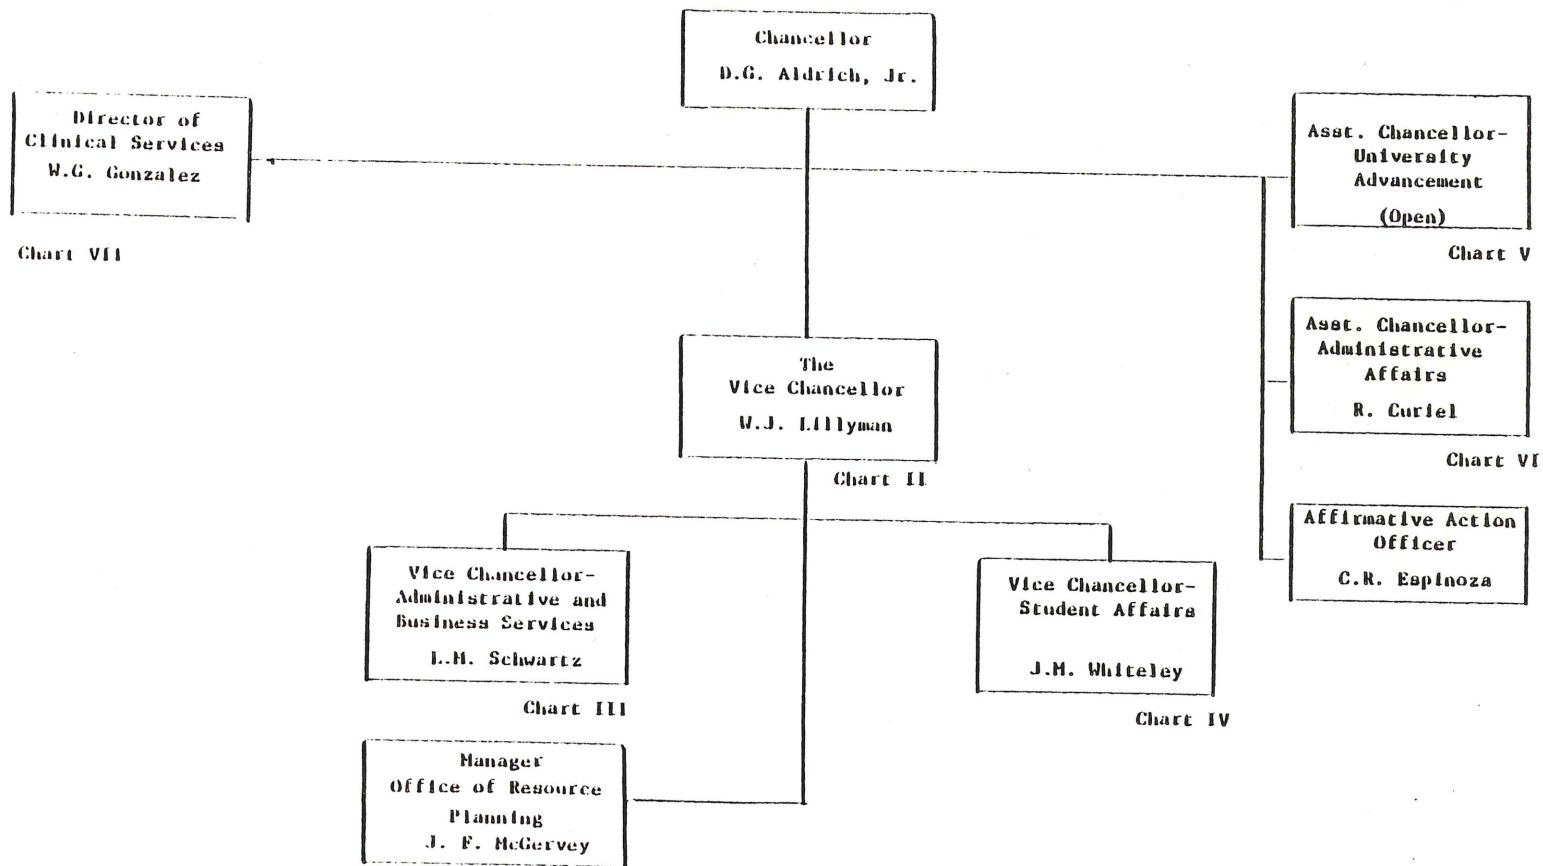 Chancellor
D.G. Aldrich, Jr.
Director of
Clinical Services
W.G. Gonzalez
Chart VII
Asst. Chancellor-
University
Advancement
(Open)
Chart V
Asst. Chancellor-
Administrative
Affairs
R. Curiel
Chart VI
Affirmative Action
Officer
C.R. Espinoza
The
Vice Chancellor
W.J. Lillyman
Chart II
Vice Chancellor-
Administrative and
Business Services
L.M. Schwartz
Chart III
Vice Chancellor-
Student Affairs
J.M. Whiteley
Chart IV
Manager
Office of Resource
Planning
J. F. McGervey